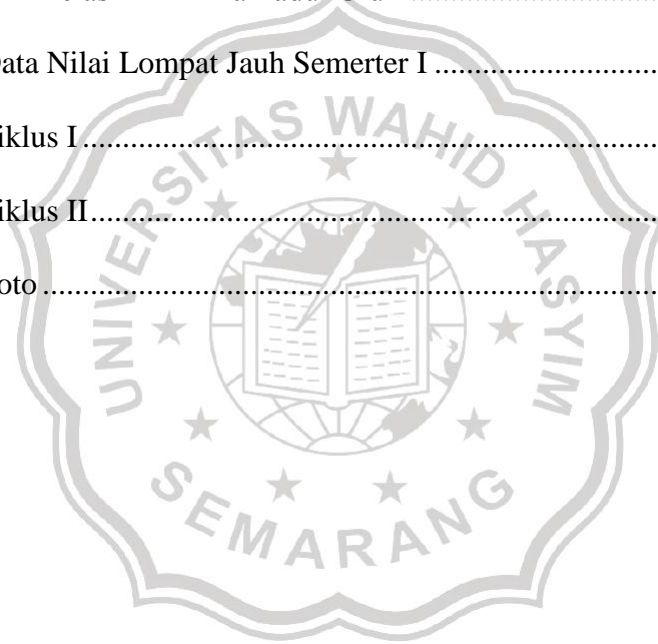 Data Nilai Lompat Jauh Semerter I ..........................
iklus I ..........................................................................
iklus II .........................................................................
oto ...............................................................................
UNIVERSITAS WAHID HASYIM
SEMARANG